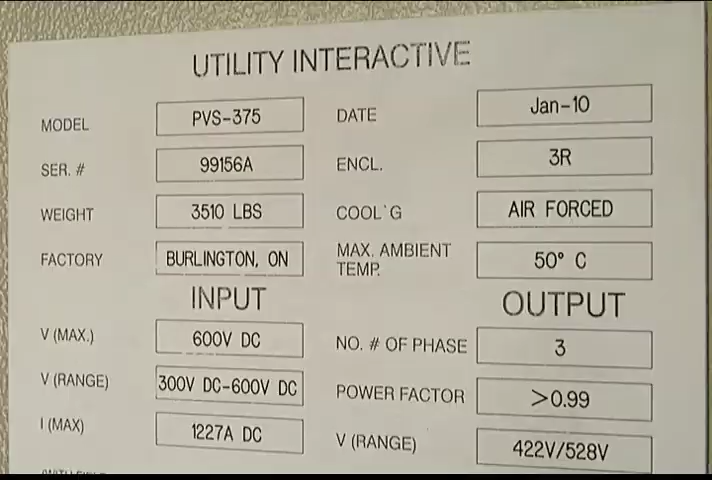 UTILITY INTERACTIVE
MODEL PVS-375 DATE Jan-10
SER. # 99156A ENCL. 3R
WEIGHT 3510 LBS COOL`G AIR FORCED
FACTORY BURLINGTON, ON MAX. AMBIENT TEMP. 50° C
INPUT OUTPUT
V (MAX.) 600V DC NO. # OF PHASE 3
V (RANGE) 300V DC-600V DC POWER FACTOR >0.99
I (MAX) 1227A DC V (RANGE) 422V/528V